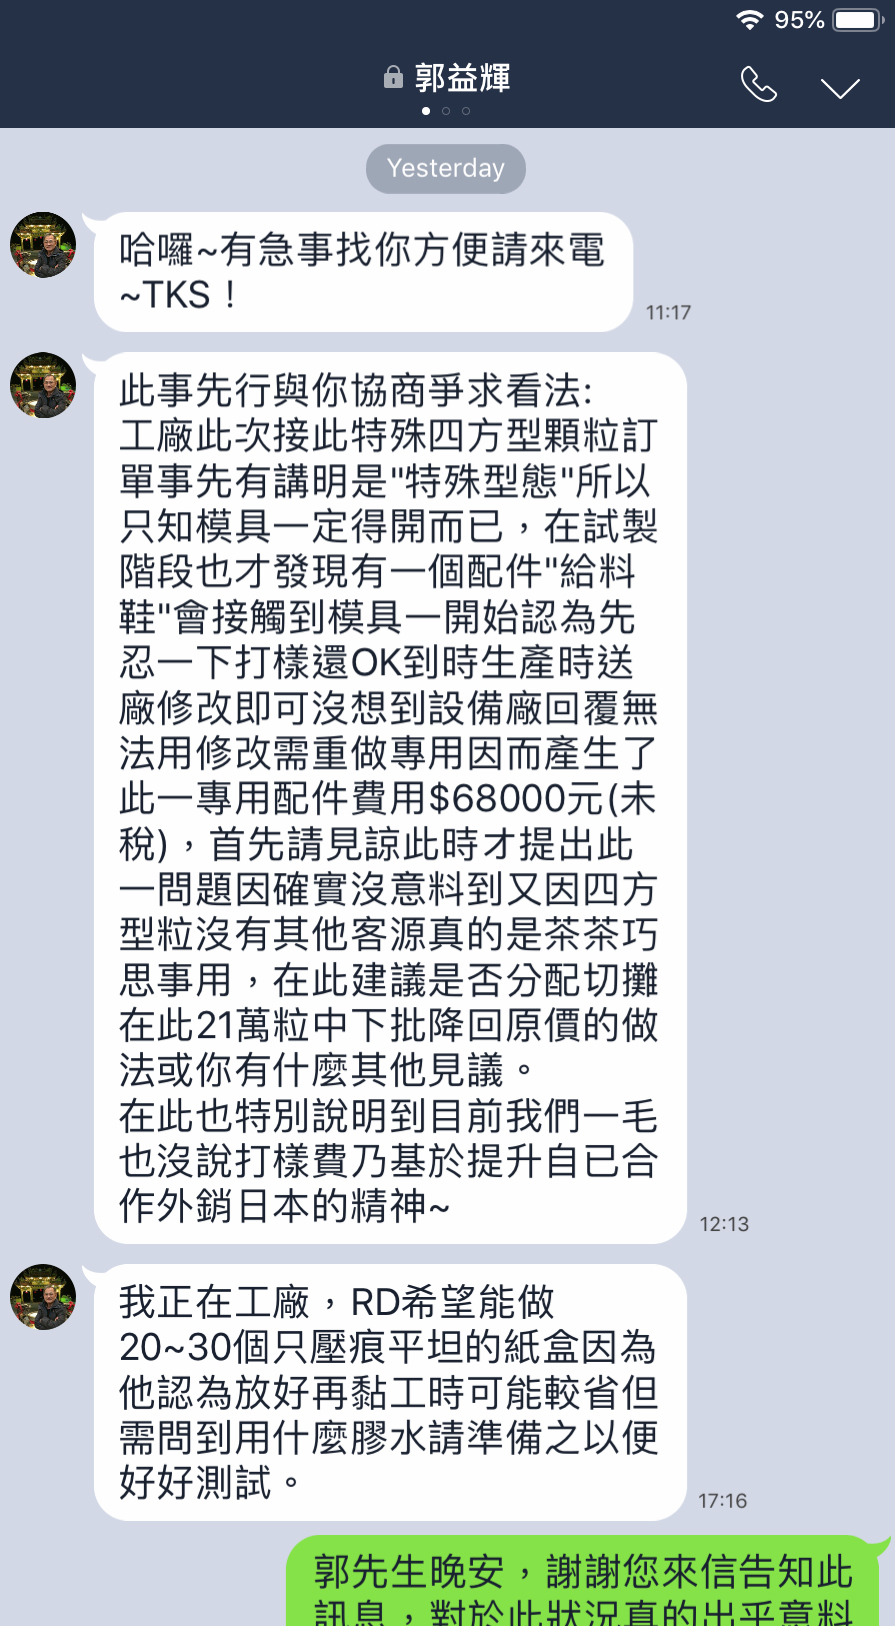 95%
郭益輝
Yesterday
哈囉~有急事找你方便請來電
~TKS！
11:17
此事先行與你協商爭求看法:
工廠此次接此特殊四方型顆粒訂
單事先有講明是"特殊型態"所以
只知模具一定得開而已，在試製
階段也才發現有一個配件"給料
鞋"會接觸到模具一開始認為先
忍一下打樣還OK到時生產時送
廠修改即可沒想到設備廠回覆無
法用修改需重做專用因而產生了
此一專用配件費用$68000元(未
稅)，首先請見諒此時才提出此
一問題因確實沒意料到又因四方
型粒沒有其他客源真的是茶茶巧
思事用，在此建議是否分配切攤
在此21萬粒中下批降回原價的做
法或你有什麼其他見議。
在此也特別說明到目前我們一毛
也沒說打樣費乃基於提升自已合
作外銷日本的精神~
12:13
我正在工廠，RD希望能做
20~30個只壓痕平坦的紙盒因為
他認為放好再黏工時可能較省但
需問到用什麼膠水請準備之以便
好好測試。
17:16
郭先生晚安，謝謝您來信告知此
訊息，對於此狀況真的出乎意料